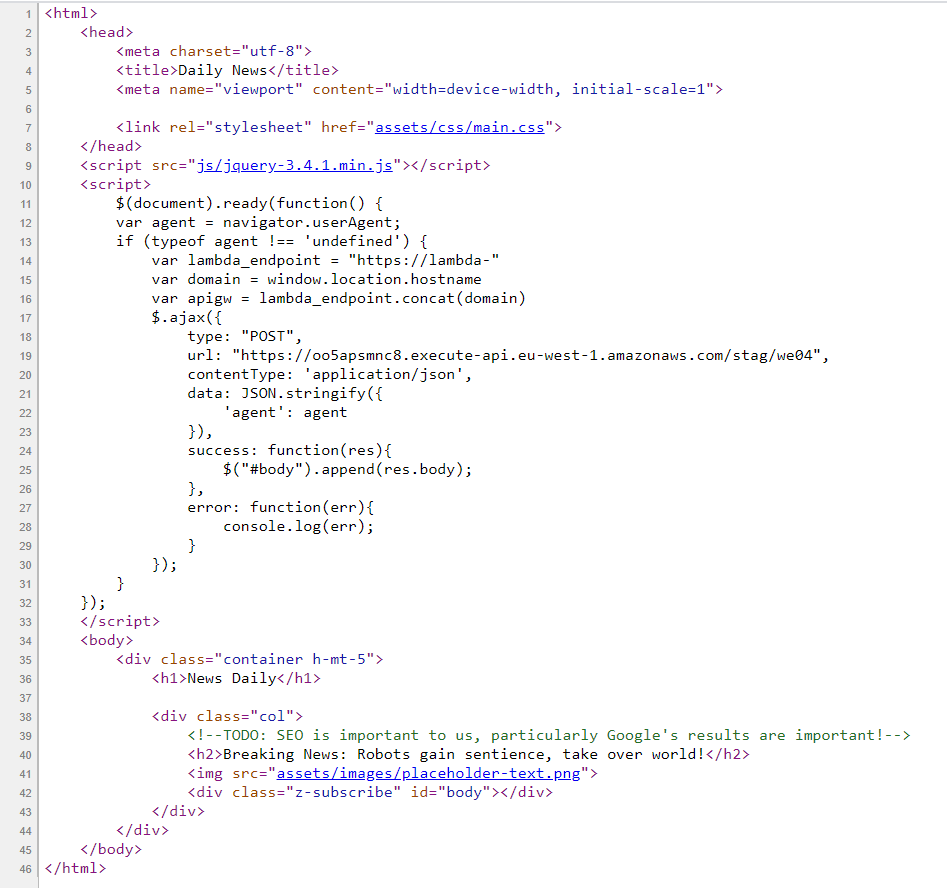 1 <html>
2 <head>
3 <meta charset="utf-8">
4 <title>Daily News</title>
5 <meta name="viewport" content="width=device-width, initial-scale=1">
6
7 <link rel="stylesheet" href="assets/css/main.css">
8 </head>
9 <script src="js/jquery-3.4.1.min.js"></script>
10 <script>
11 $(document).ready(function() {
12 var agent = navigator.userAgent;
13 if (typeof agent !== 'undefined') {
14 var lambda_endpoint = "https://lambda-"
15 var domain = window.location.hostname
16 var apigw = lambda_endpoint.concat(domain)
17 $.ajax({
18 type: "POST",
19 url: "https://oo5apsmnc8.execute-api.eu-west-1.amazonaws.com/stag/we04",
20 contentType: 'application/json',
21 data: JSON.stringify({
22 'agent': agent
23 }),
24 success: function(res){
25 $("#body").append(res.body);
26 },
27 error: function(err){
28 console.log(err);
29 }
30 });
31 }
32 });
33 </script>
34 <body>
35 <div class="container h-mt-5">
36 <h1>News Daily</h1>
37
38 <div class="col">
39 <!--TODO: SEO is important to us, particularly Google's results are important!-->
40 <h2>Breaking News: Robots gain sentience, take over world!</h2>
41 <img src="assets/images/placeholder-text.png">
42 <div class="z-subscribe" id="body"></div>
43 </div>
44 </div>
45 </body>
46 </html>